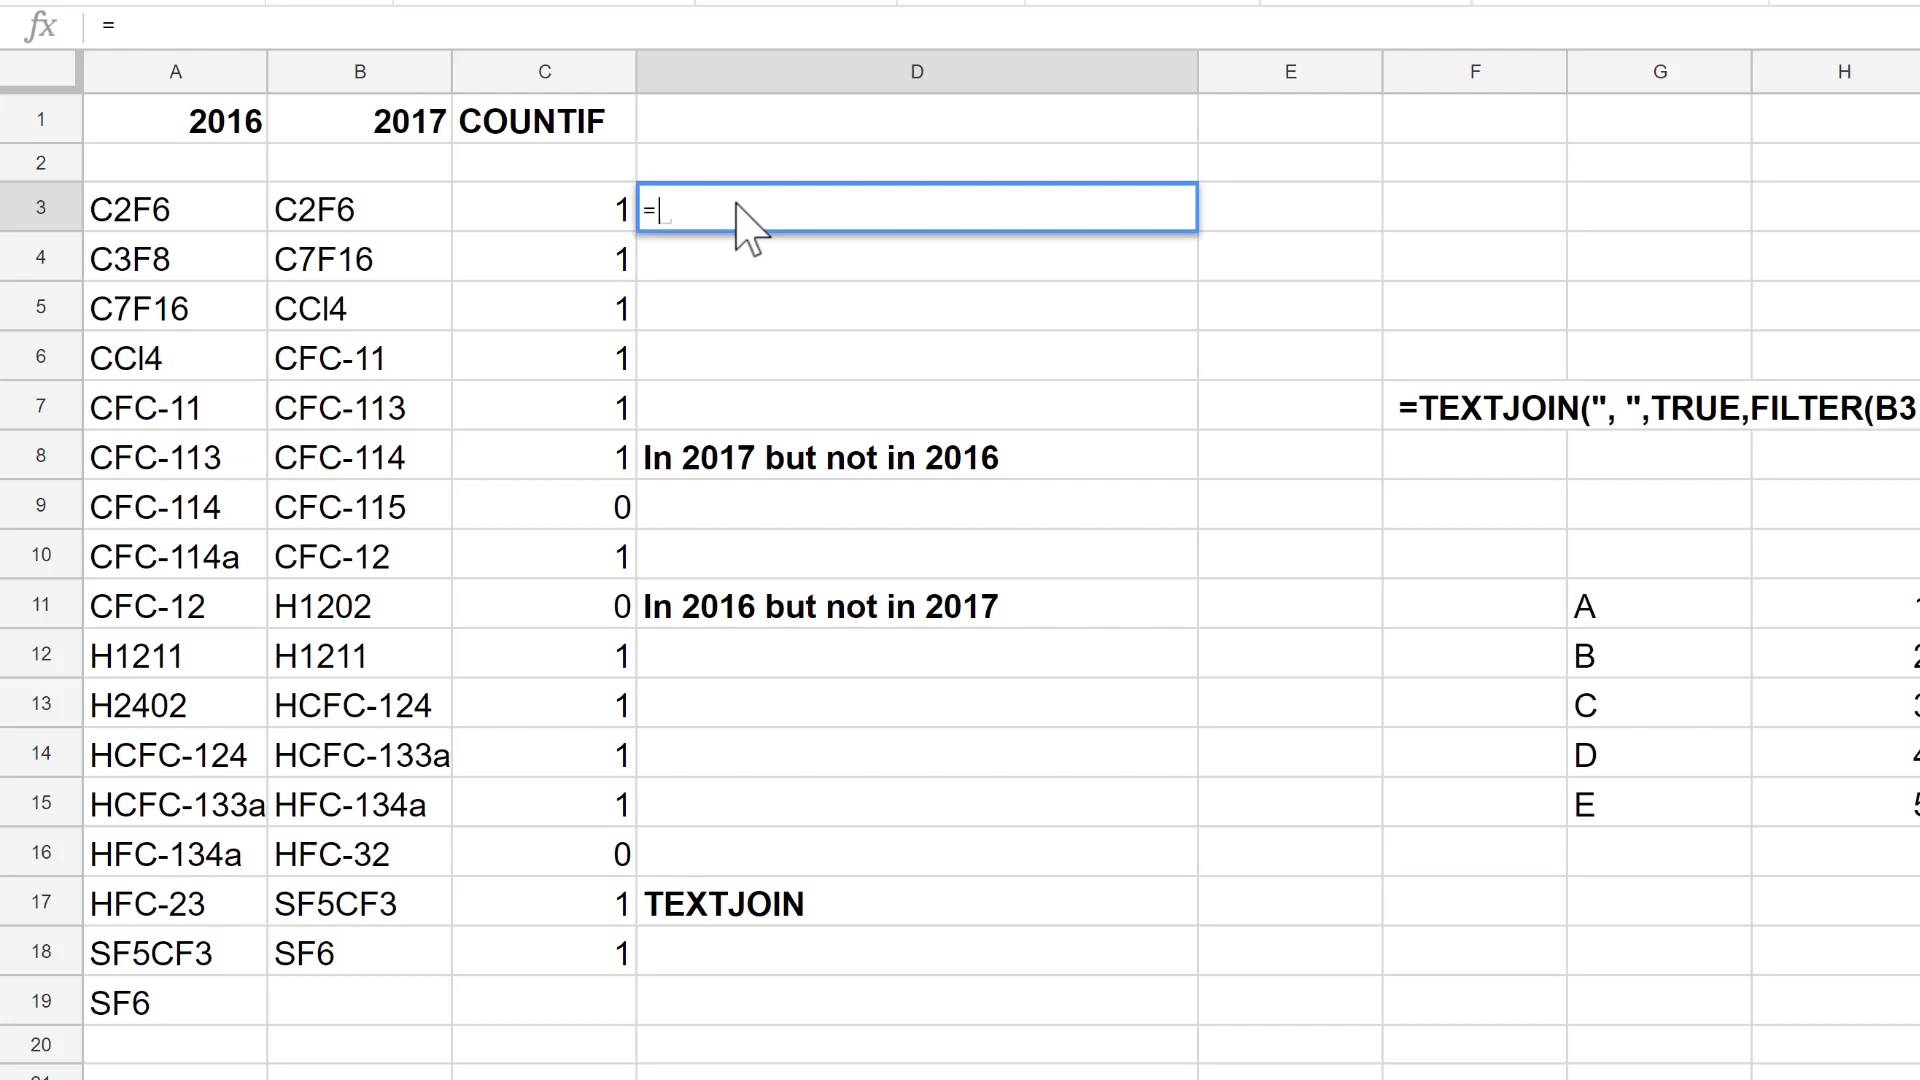 fx =
A B C D E F G H
1 2016 2017 COUNTIF
2
3 C2F6 C2F6 1 =
4 C3F8 C7F16 1
5 C7F16 CCl4 1
6 CCl4 CFC-11 1
7 CFC-11 CFC-113 1 =TEXTJOIN(", ",TRUE,FILTER(B3
8 CFC-113 CFC-114 1 In 2017 but not in 2016
9 CFC-114 CFC-115 0
10 CFC-114a CFC-12 1
11 CFC-12 H1202 0 In 2016 but not in 2017 A
12 H1211 H1211 1 B
13 H2402 HCFC-124 1 C
14 HCFC-124 HCFC-133a 1 D
15 HCFC-133a HFC-134a 1 E
16 HFC-134a HFC-32 0
17 HFC-23 SF5CF3 1 TEXTJOIN
18 SF5CF3 SF6 1
19 SF6
20